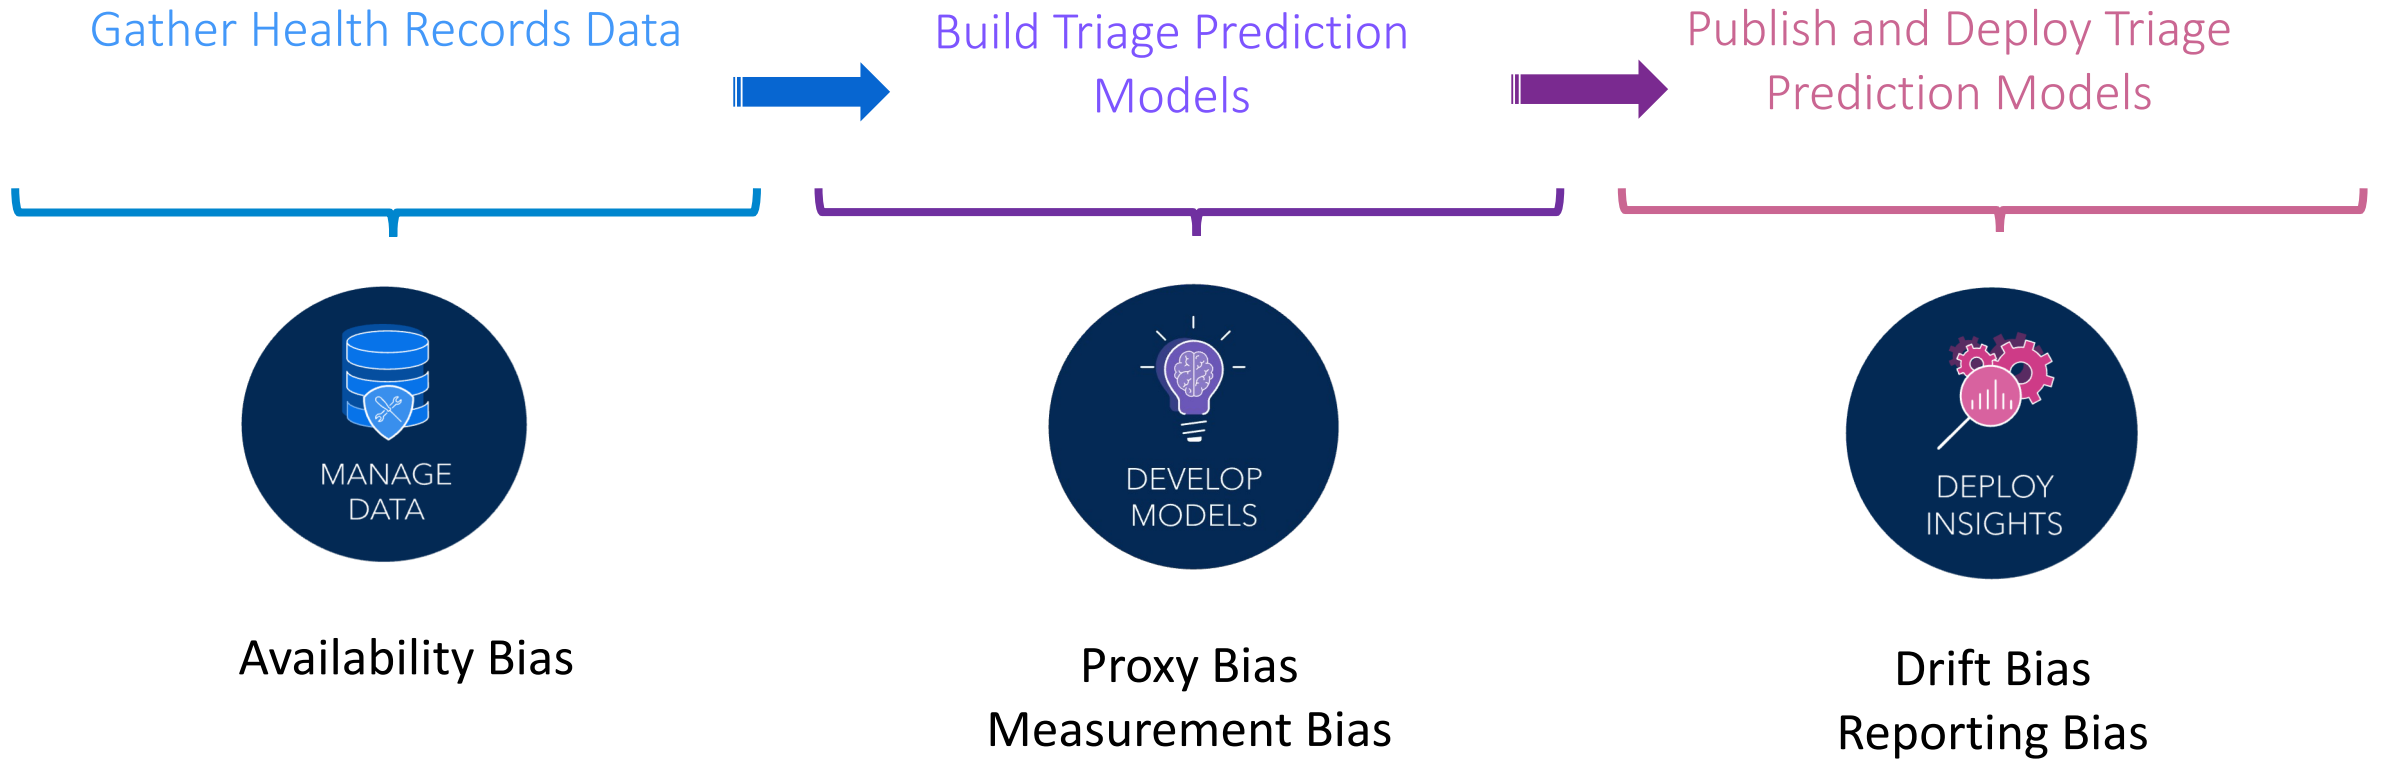 Gather Health Records Data
Build Triage Prediction
Models
Publish and Deploy Triage
Prediction Models
MANAGE
DATA
DEVELOP
MODELS
DEPLOY
INSIGHTS
Availability Bias
Proxy Bias
Measurement Bias
Drift Bias
Reporting Bias